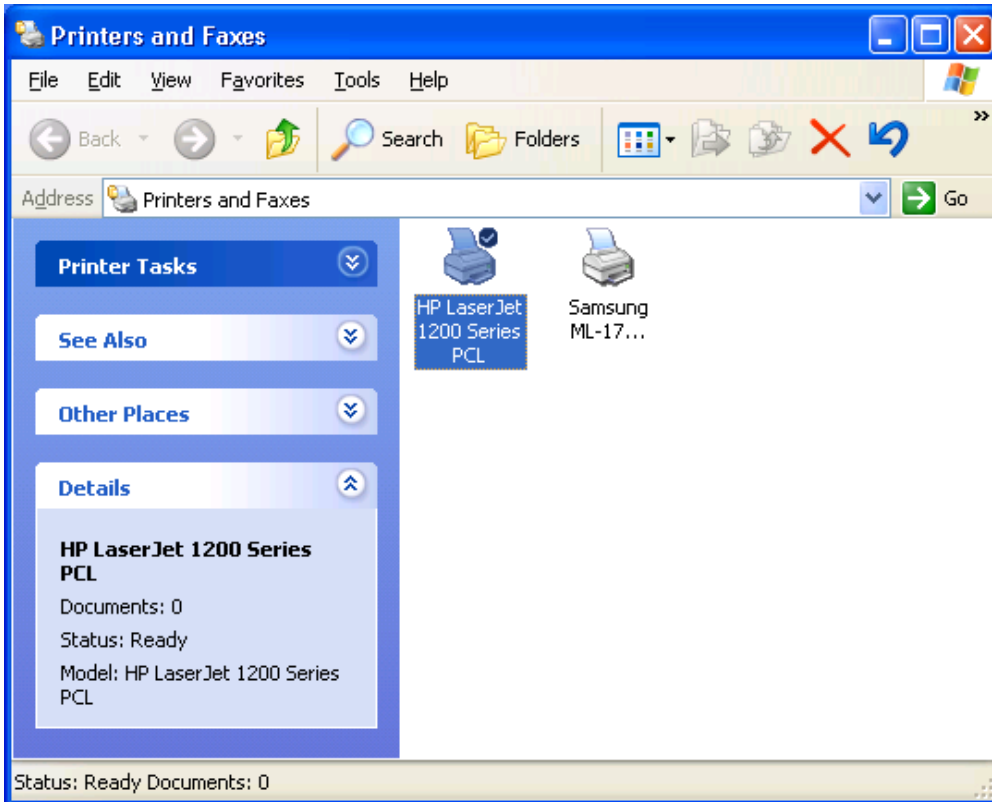 Printers and Faxes
File Edit View Favorites Tools Help
Back Search Folders »
Address Printers and Faxes Go
Printer Tasks
See Also
Other Places
Details
HP LaserJet 1200 Series
PCL
Documents: 0
Status: Ready
Model: HP LaserJet 1200 Series
PCL
HP LaserJet
1200 Series
PCL
Samsung
ML-17...
Status: Ready Documents: 0